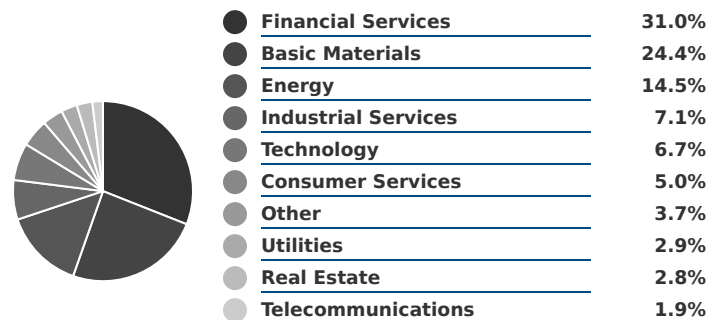 Financial Services 31.0%
Basic Materials 24.4%
Energy 14.5%
Industrial Services 7.1%
Technology 6.7%
Consumer Services 5.0%
Other 3.7%
Utilities 2.9%
Real Estate 2.8%
Telecommunications 1.9%